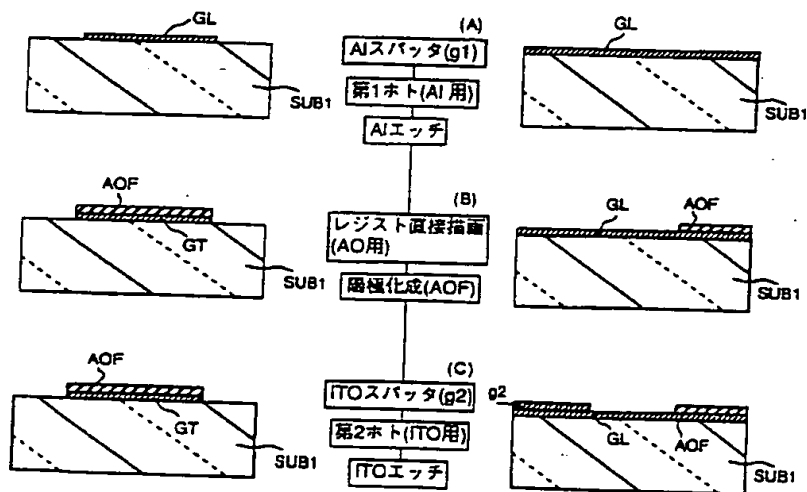 GL
SUB1
(A)
Alスパッタ(g1)
第1ホト(Al用)
Alエッチ
GL
SUB1
AOF
GT
SUB1
(B)
レジスト直接描画
(AO用)
陽極化成(AOF)
GL
AOF
SUB1
AOF
GT
SUB1
(C)
ITOスパッタ(g2)
第2ホト(ITO用)
ITOエッチ
g2
GL
AOF
SUB1